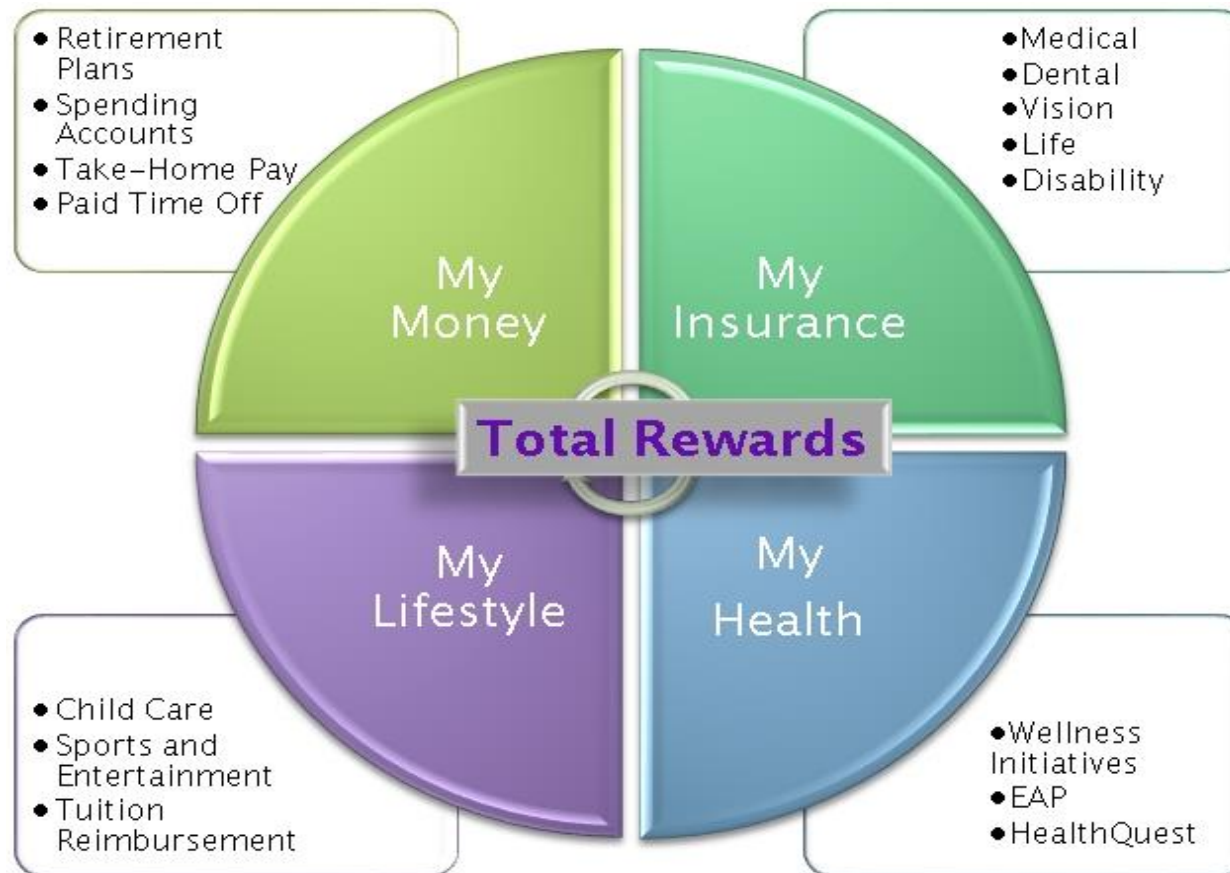 • Retirement
Plans
• Spending
Accounts
• Take-Home Pay
• Paid Time Off
•Medical
•Dental
•Vision
•Life
•Disability
My
Money
My
Insurance
Total Rewards
My
Lifestyle
My
Health
• Child Care
• Sports and
Entertainment
• Tuition
Reimbursement
•Wellness
Initiatives
•EAP
•HealthQuest